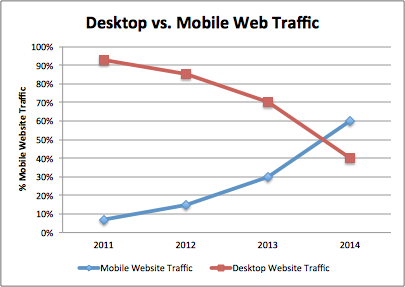 Desktop vs. Mobile Web Traffic
% Mobile Website Traffic
100%
90%
80%
70%
60%
50%
40%
30%
20%
10%
0%
2011 2012 2013 2014
Mobile Website Traffic Desktop Website Traffic